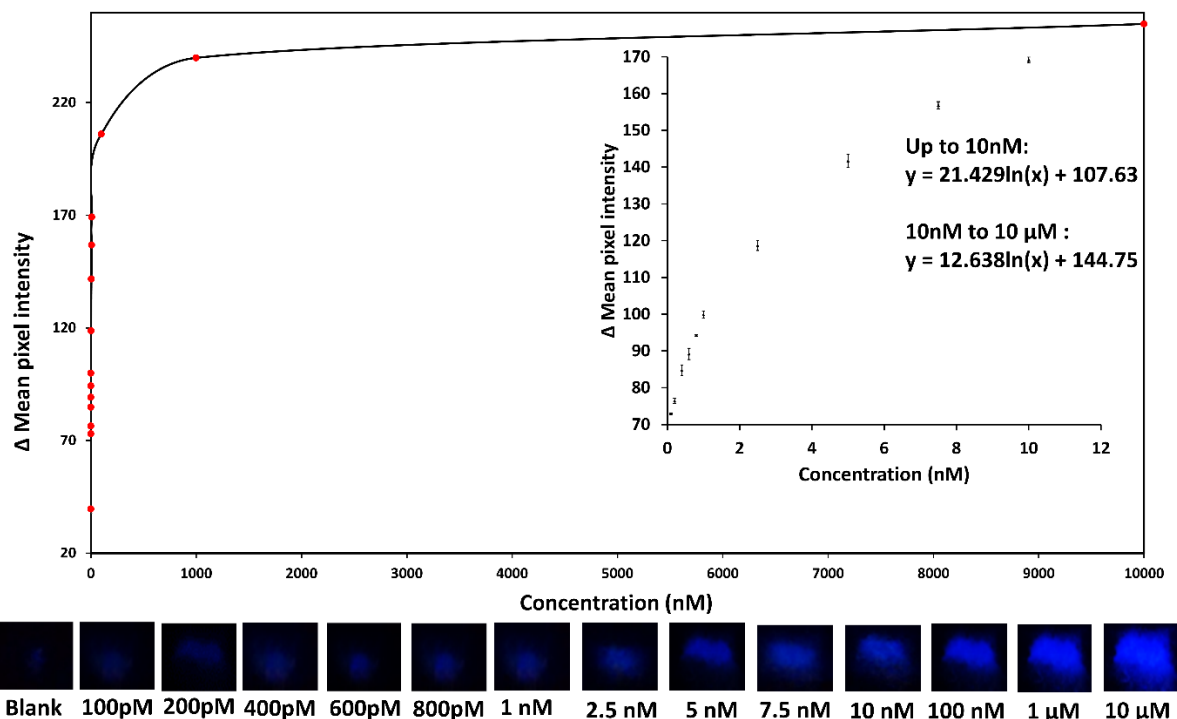 Δ Mean pixel intensity
220
170
120
70
20
0 1000 2000 3000 4000 5000 6000 7000 8000 9000 10000
Concentration (nM)
Δ Mean pixel intensity
170
160
150
140
130
120
110
100
90
80
70
0 2 4 6 8 10 12
Concentration (nM)
Up to 10nM:
y = 21.429ln(x) + 107.63
10nM to 10 μM :
y = 12.638ln(x) + 144.75
Blank 100pM 200pM 400pM 600pM 800pM 1 nM 2.5 nM 5 nM 7.5 nM 10 nM 100 nM 1 μM 10 μM